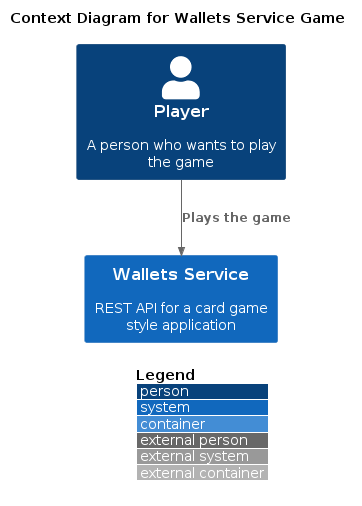 Context Diagram for Wallets Service Game
Player
A person who wants to play
the game
Plays the game
Wallets Service
REST API for a card game
style application
Legend
person
system
container
external person
external system
external container